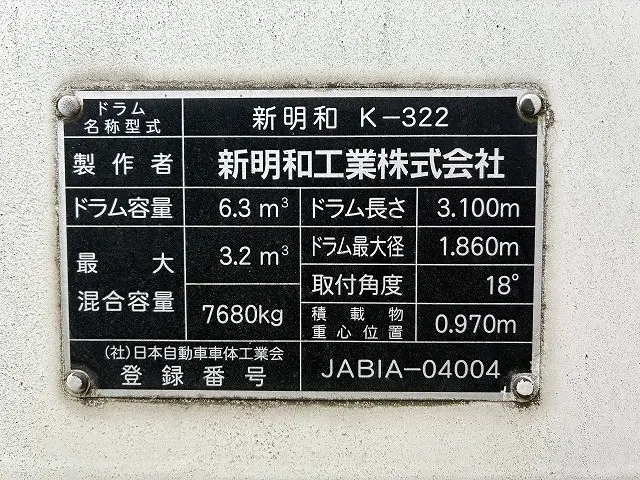 ドラム
名称型式
新明和 K-322
製作者
新明和工業株式会社
ドラム容量
6.3 m³
ドラム長さ
3.100m
最大
混合容量
3.2 m³
7680kg
ドラム最大径
1.860m
取付角度
18°
積載物
重心位置
0.970m
(社)日本自動車車体工業会
登録番号
JABIA-04004